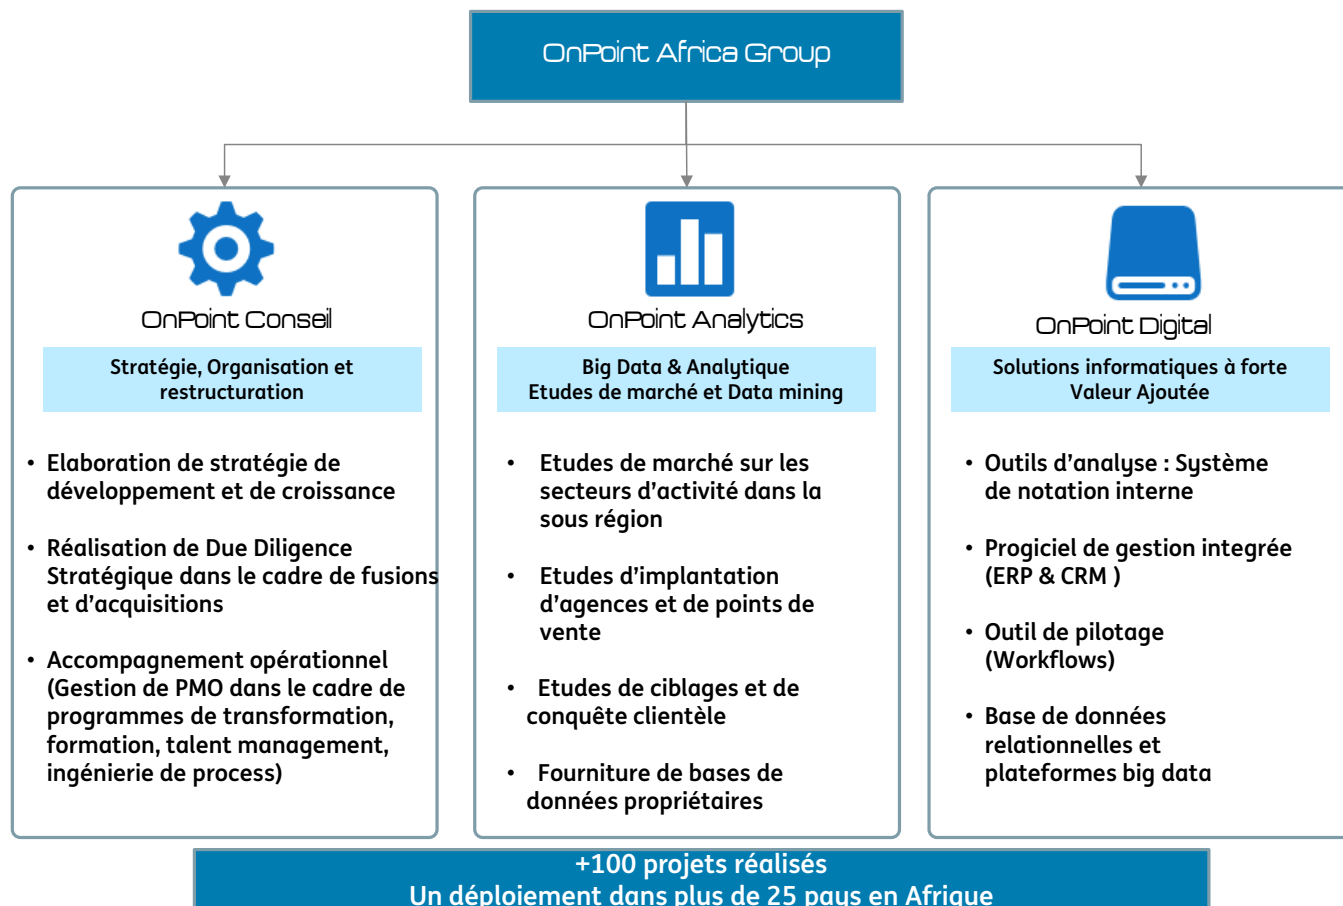 OnPoint Africa Group
OnPoint Conseil
Stratégie, Organisation et
restructuration
• Elaboration de stratégie de
développement et de croissance
• Réalisation de Due Diligence
Stratégique dans le cadre de fusions
et d'acquisitions
• Accompagnement opérationnel
(Gestion de PMO dans le cadre de
programmes de transformation,
formation, talent management,
ingénierie de process)
OnPoint Analytics
Big Data & Analytique
Etudes de marché et Data mining
• Etudes de marché sur les
secteurs d'activité dans la
sous région
• Etudes d'implantation
d'agences et de points de
vente
• Etudes de ciblages et de
conquête clientèle
• Fourniture de bases de
données propriétaires
OnPoint Digital
Solutions informatiques à forte
Valeur Ajoutée
• Outils d'analyse : Système
de notation interne
• Progiciel de gestion integrée
(ERP & CRM )
• Outil de pilotage
(Workflows)
• Base de données
relationnelles et
plateformes big data
+100 projets réalisés
Un déploiement dans plus de 25 pays en Afrique